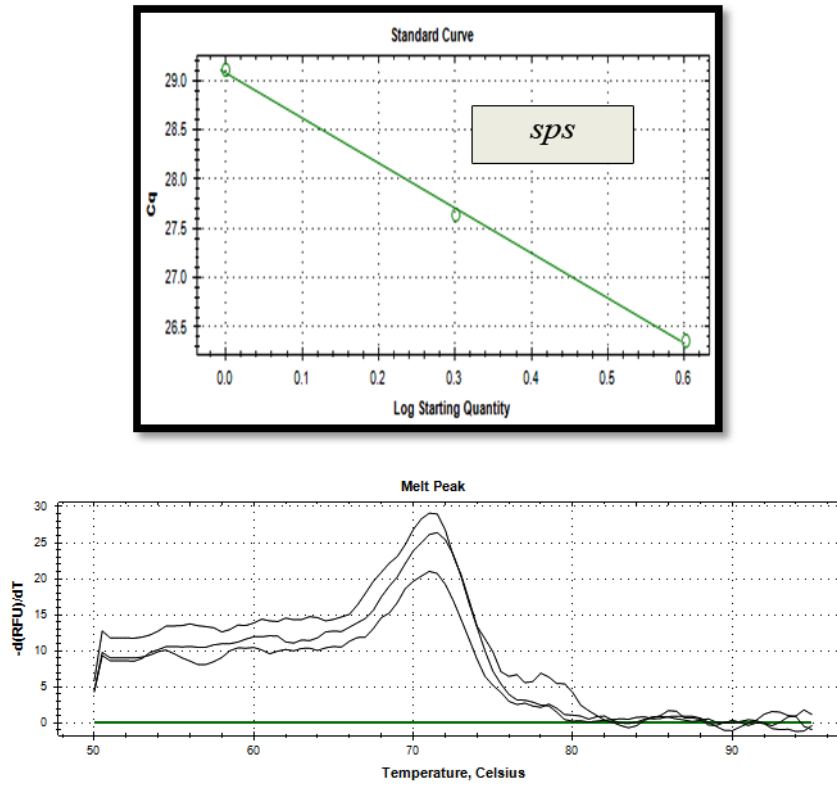 Standard Curve
sps
29.0
28.5
28.0
27.5
27.0
26.5
Cq
0.0 0.1 0.2 0.3 0.4 0.5 0.6
Log Starting Quantity
Melt Peak
30
25
20
15
10
5
0
-d(RFU)/dT
50 60 70 80 90
Temperature, Celsius